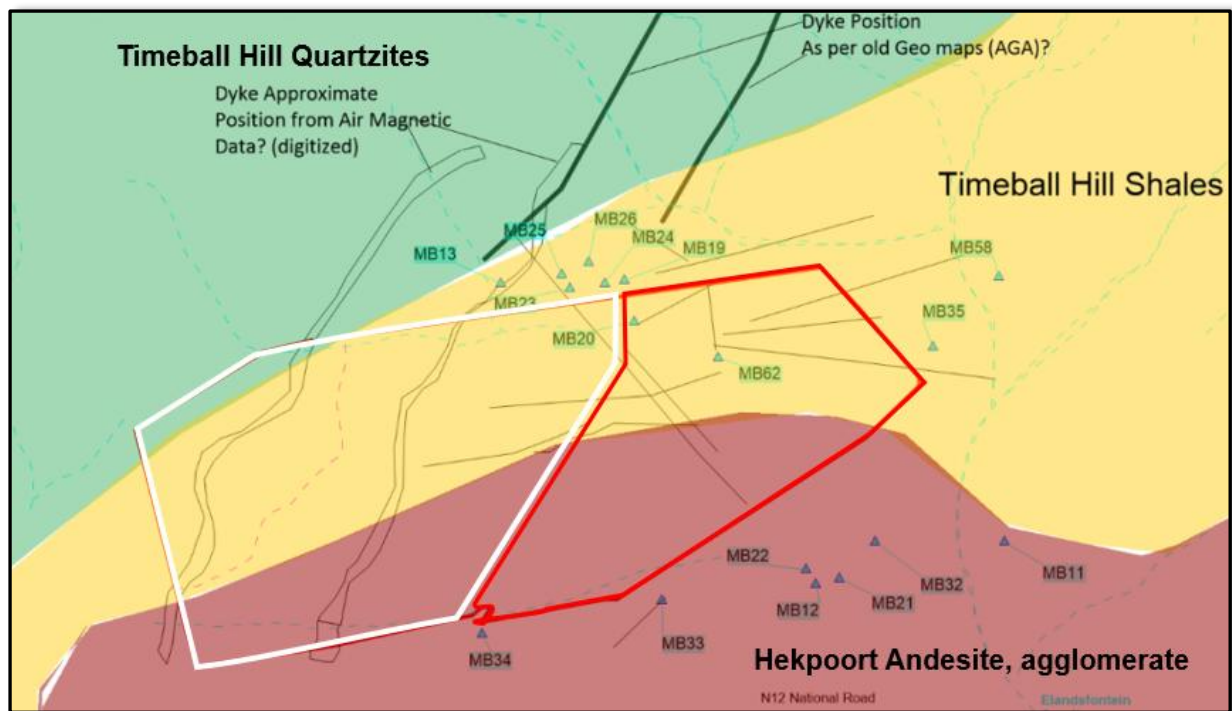 Timeball Hill Quartzites
Dyke Approximate
Position from Air Magnetic
Data? (digitized)
Dyke Position
As per old Geo maps (AGA)?
Timeball Hill Shales
MB26
MB25
MB24
MB13
MB19
MB58
MB23
MB20
MB35
MB62
MB22
MB32
MB11
MB12
MB21
MB33
MB34
Hekpoort Andesite, agglomerate
N12 National Road
Elandsfontein